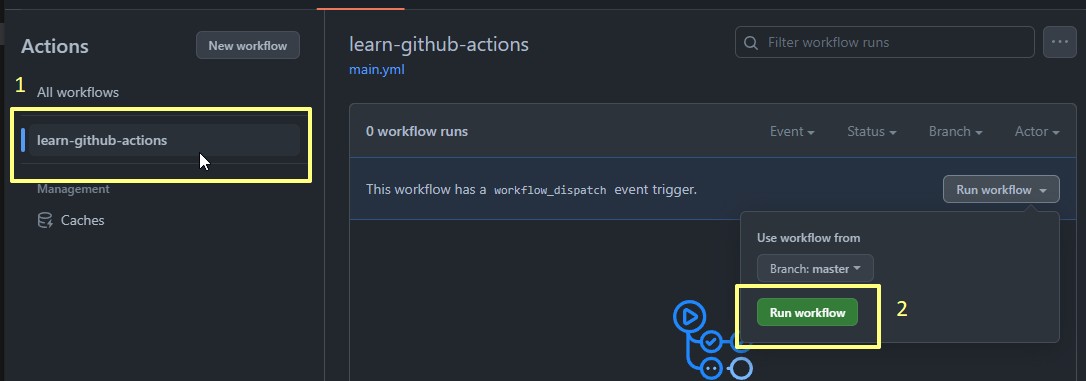 Actions
New workflow
1
All workflows
learn-github-actions
Management
Caches
learn-github-actions
main.yml
Filter workflow runs
0 workflow runs
Event
Status
Branch
Actor
This workflow has a workflow_dispatch event trigger.
Run workflow
Use workflow from
Branch: master
Run workflow
2